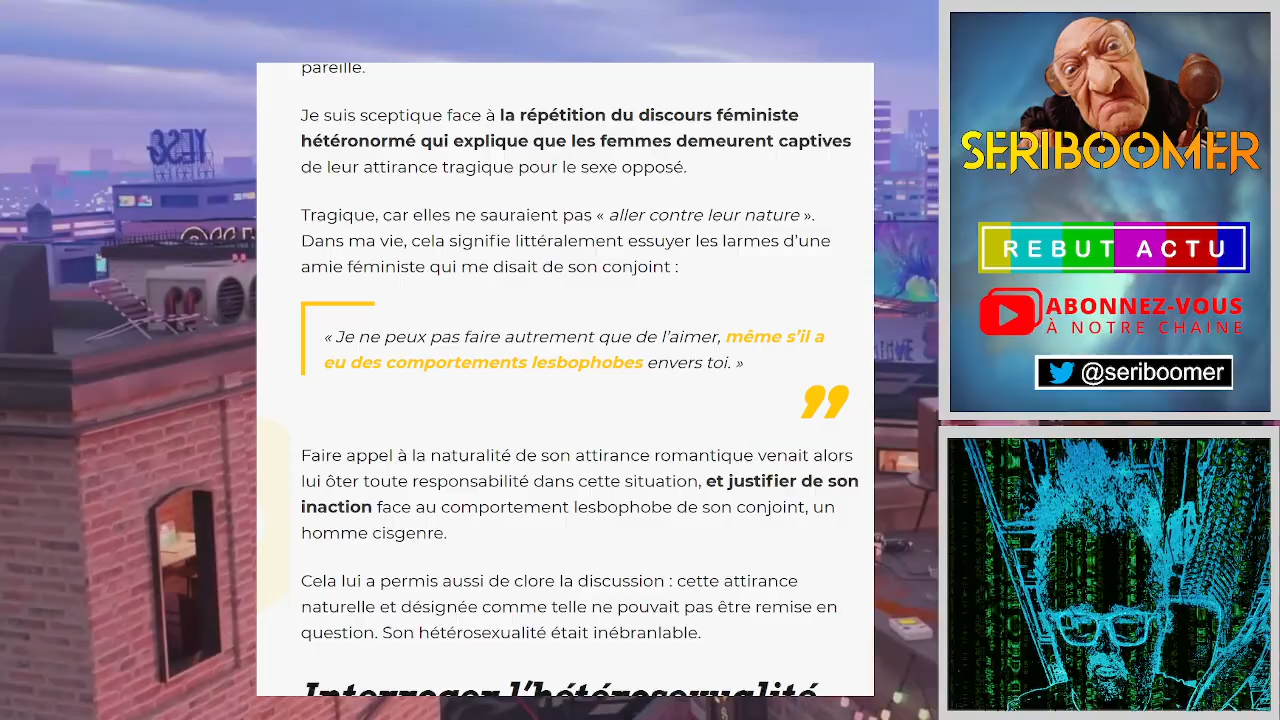 pareille.
Je suis sceptique face à la répétition du discours féministe
hétéronormé qui explique que les femmes demeurent captives
de leur attirance tragique pour le sexe opposé.
Tragique, car elles ne sauraient pas « aller contre leur nature ».
Dans ma vie, cela signifie littéralement essuyer les larmes d'une
amie féministe qui me disait de son conjoint :
« Je ne peux pas faire autrement que de l'aimer, même s'il a
eu des comportements lesbophobes envers toi. »
”
Faire appel à la naturalité de son attirance romantique venait alors
lui ôter toute responsabilité dans cette situation, et justifier de son
inaction face au comportement lesbophobe de son conjoint, un
homme cisgenre.
Cela lui a permis aussi de clore la discussion : cette attirance
naturelle et désignée comme telle ne pouvait pas être remise en
question. Son hétérosexualité était inébranlable.
Interroger l'hétérosexualité
SERIBOOMER
REBUT ACTU
ABONNEZ-VOUS
À NOTRE CHAINE
@seriboomer